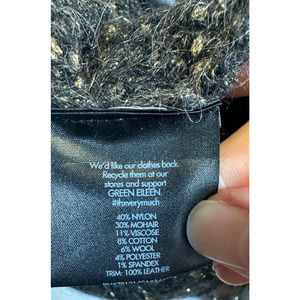 We'd like our clothes back.
Recycle them at our
stores and support
GREEN EILEEN.
#thxverymuch
40% NYLON
30% MOHAIR
11% VISCOSE
8% COTTON
6% WOOL
4% POLYESTER
1% SPANDEX
TRIM: 100% LEATHER